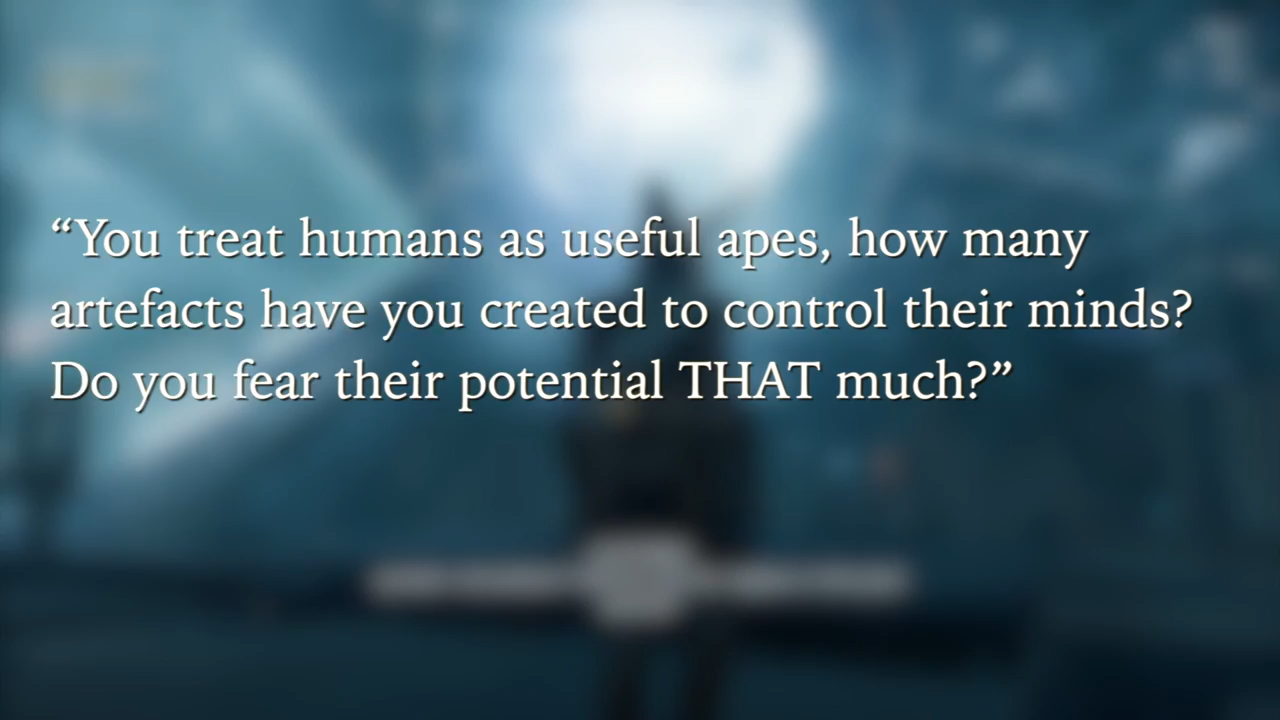 “You treat humans as useful apes, how many
artefacts have you created to control their minds?
Do you fear their potential THAT much?”